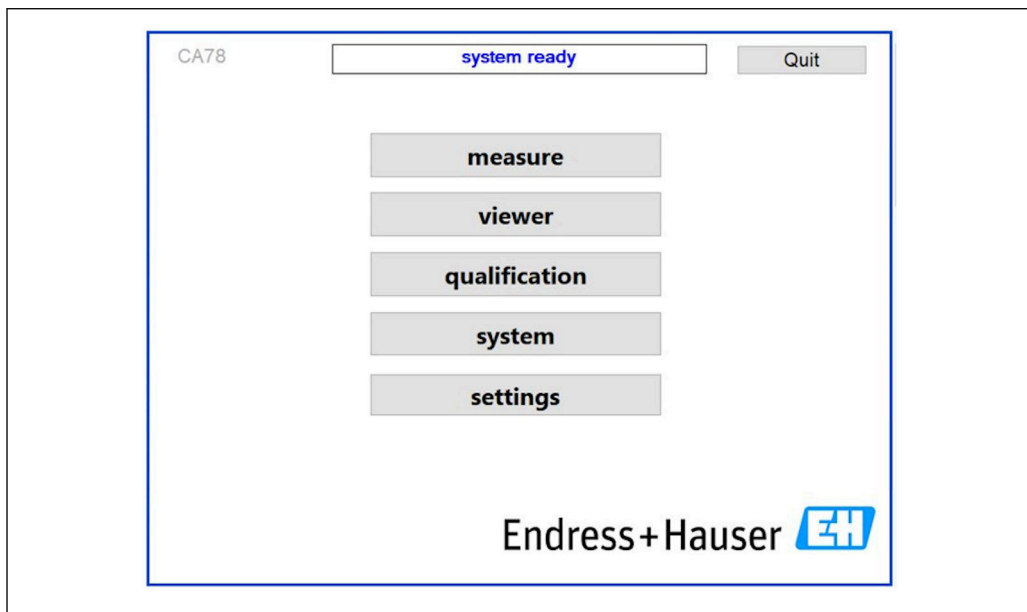 CA78
system ready
Quit
measure
viewer
qualification
system
settings
Endress+Hauser EH